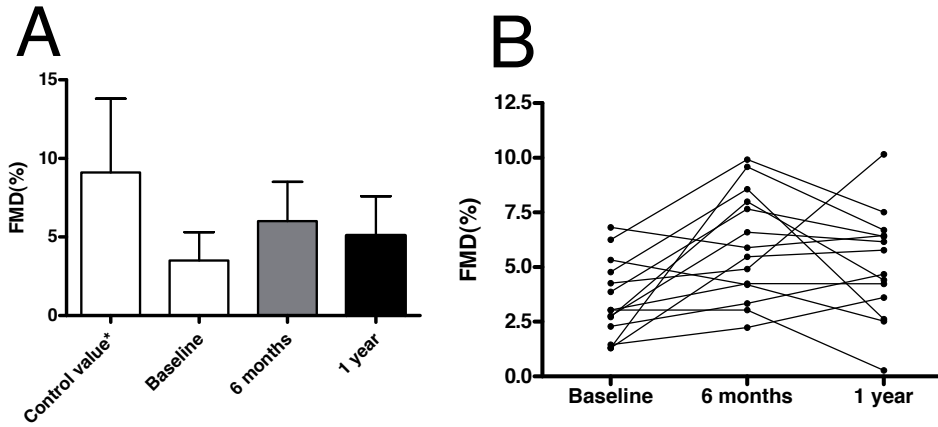 A
FMD(%)
15
10
5
0
Control value*
Baseline
6 months
1 year
B
FMD(%)
12.5
10.0
7.5
5.0
2.5
0.0
Baseline
6 months
1 year